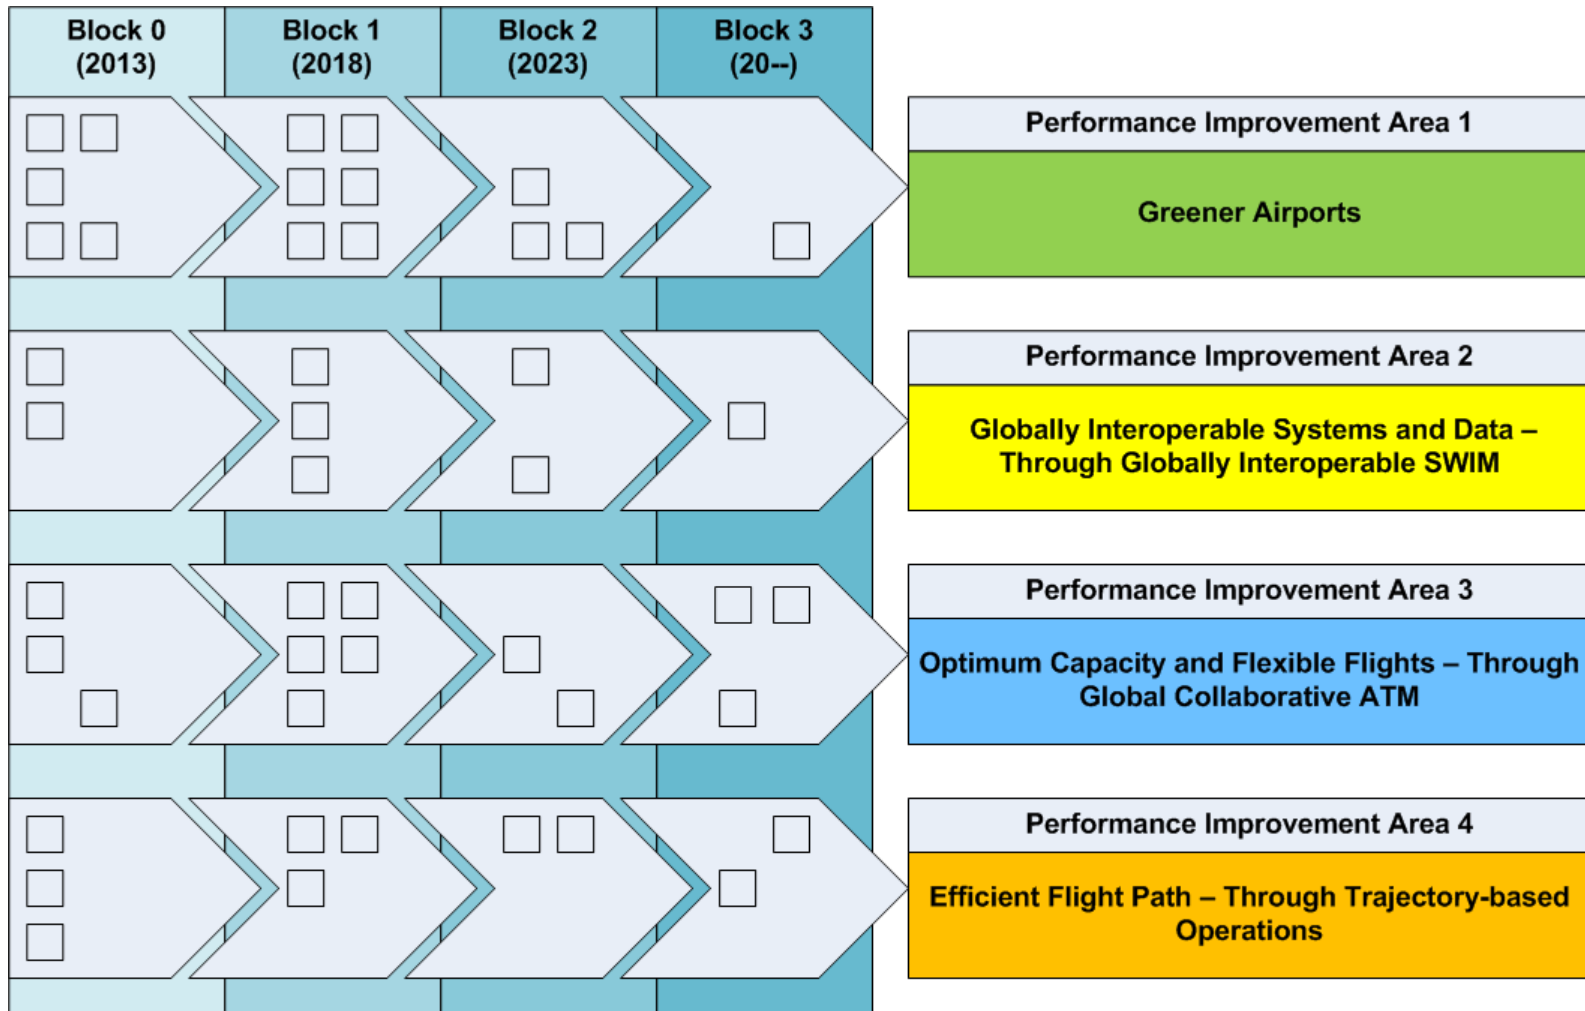 Block 0
(2013)
Block 1
(2018)
Block 2
(2023)
Block 3
(20--)
Performance Improvement Area 1
Greener Airports
Performance Improvement Area 2
Globally Interoperable Systems and Data –
Through Globally Interoperable SWIM
Performance Improvement Area 3
Optimum Capacity and Flexible Flights – Through
Global Collaborative ATM
Performance Improvement Area 4
Efficient Flight Path – Through Trajectory-based
Operations